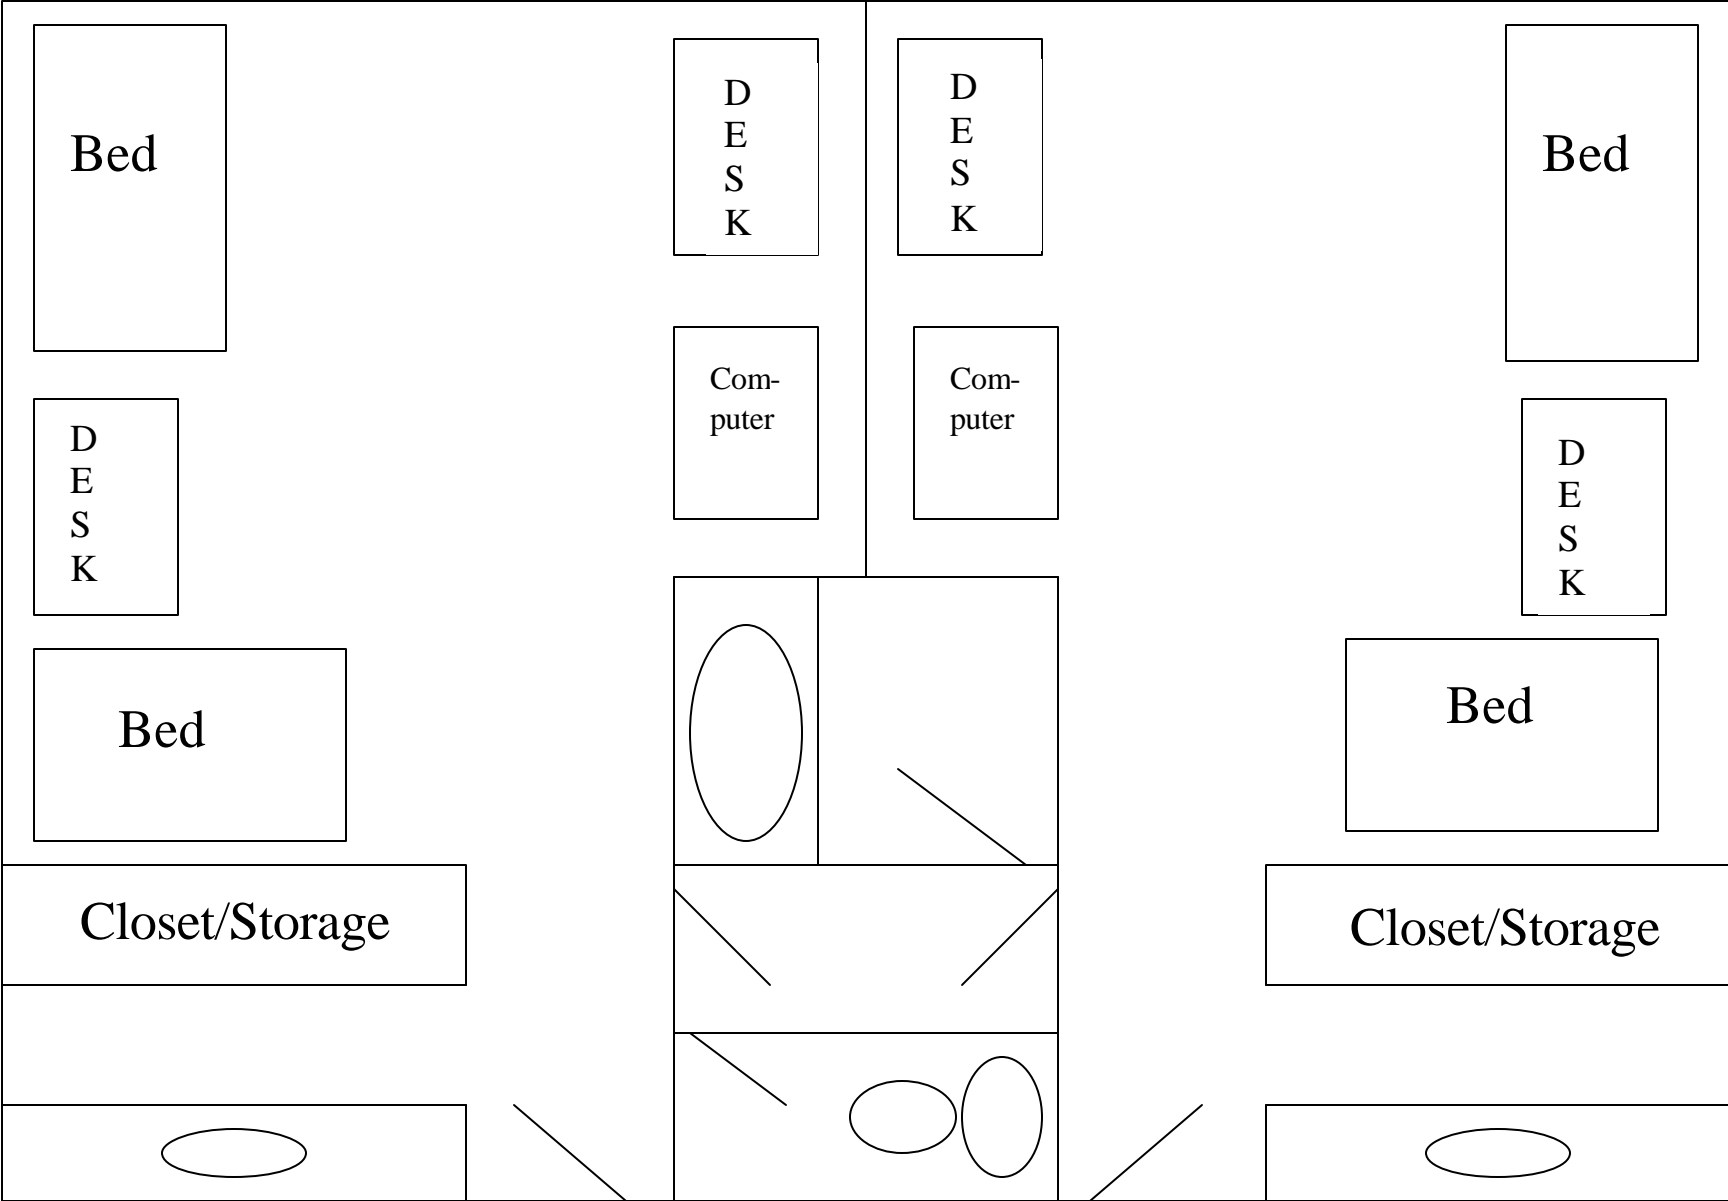 Bed
D
E
S
K
D
E
S
K
Bed
Com-
puter
Com-
puter
D
E
S
K
D
E
S
K
Bed
Bed
Closet/Storage
Closet/Storage